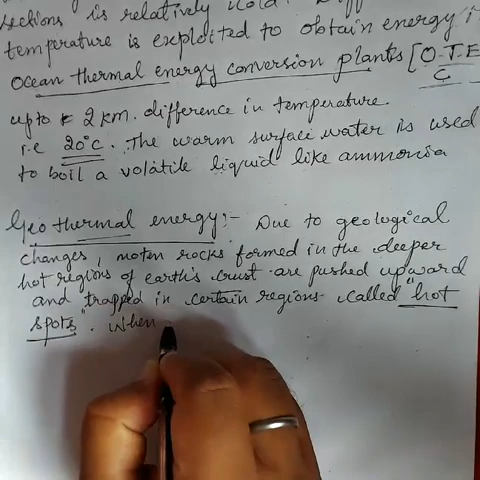 sections is relatively cold.
temperature is exploited to obtain energy i
Ocean thermal energy conversion plants [O.T.E
C
upto 2 km. difference in temperature.
i.e 20°C. The warm surface water is used
to boil a volatile liquid like ammonia
Geothermal energy:- Due to geological
changes, moten rocks formed in the deeper
hot regions of earth's crust are pushed upward
and trapped in certain regions called "hot
spots". When